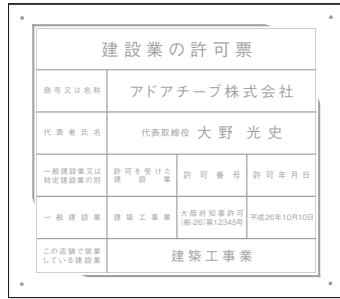 建設業の許可票
商号又は名称 アドアチーブ株式会社
代表者氏名 代表取締役 大野 光史
一般建設業又は
特定建設業の別
許可を受けた
建設業
許可番号
許可年月日
一般建設業
建築工事業
大阪府知事許可
(般-26)第12345号
平成26年10月10日
この店舗で営業
している建設業
建築工事業